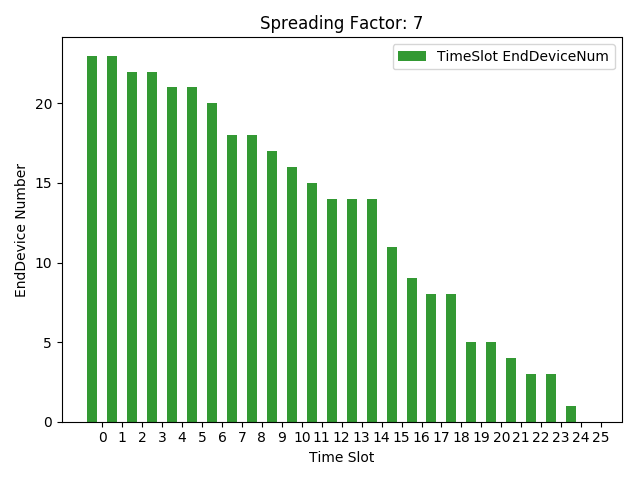 Spreading Factor: 7
TimeSlot EndDeviceNum
EndDevice Number
20
15
10
5
0
0 1 2 3 4 5 6 7 8 9 10 11 12 13 14 15 16 17 18 19 20 21 22 23 24 25
Time Slot